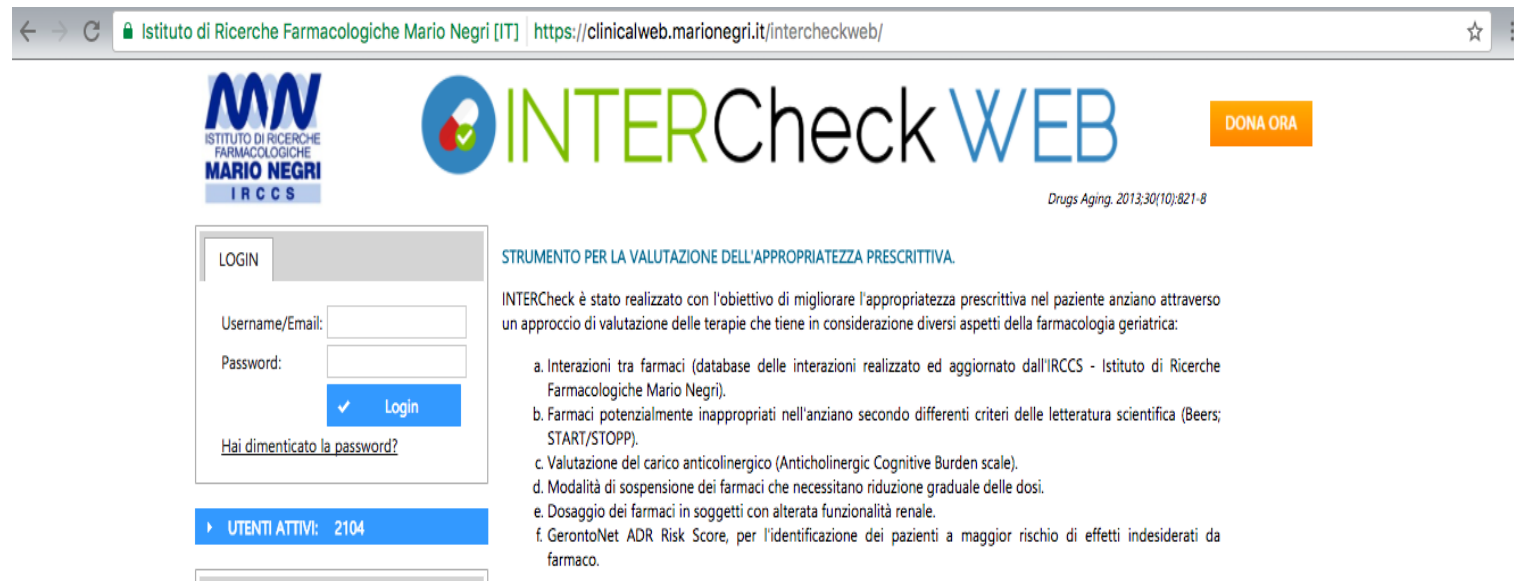 Istituto di Ricerche Farmacologiche Mario Negri [IT] https://clinicalweb.marionegri.it/intercheckweb/
MN
ISTITUTO DI RICERCHE
FARMACOLOGICHE
MARIO NEGRI
IRCCS
INTERCheck WEB
DONA ORA
Drugs Aging. 2013;30(10):821-8
LOGIN
Username/Email:
Password:
Login
Hai dimenticato la password?
UTENTI ATTIVI: 2104
STRUMENTO PER LA VALUTAZIONE DELL'APPROPRIATEZZA PRESCRITTIVA.
INTERCheck è stato realizzato con l'obiettivo di migliorare l'appropriatezza prescrittiva nel paziente anziano attraverso
un approccio di valutazione delle terapie che tiene in considerazione diversi aspetti della farmacologia geriatrica:
a. Interazioni tra farmaci (database delle interazioni realizzato ed aggiornato dall'IRCCS - Istituto di Ricerche
Farmacologiche Mario Negri).
b. Farmaci potenzialmente inappropriati nell'anziano secondo differenti criteri delle letteratura scientifica (Beers;
START/STOPP).
c. Valutazione del carico anticolinergico (Anticholinergic Cognitive Burden scale).
d. Modalità di sospensione dei farmaci che necessitano riduzione graduale delle dosi.
e. Dosaggio dei farmaci in soggetti con alterata funzionalità renale.
f. GerontoNet ADR Risk Score, per l'identificazione dei pazienti a maggior rischio di effetti indesiderati da
farmaco.